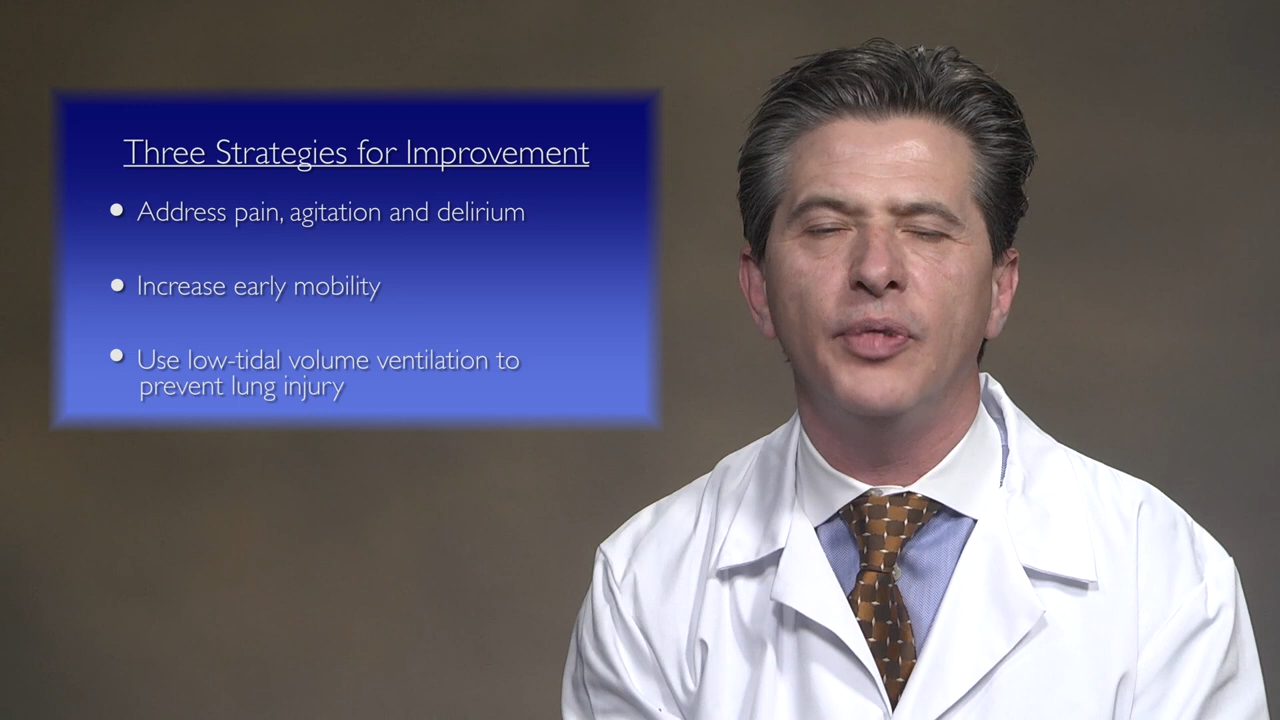 Three Strategies for Improvement
• Address pain, agitation and delirium
• Increase early mobility
• Use low-tidal volume ventilation to
prevent lung injury